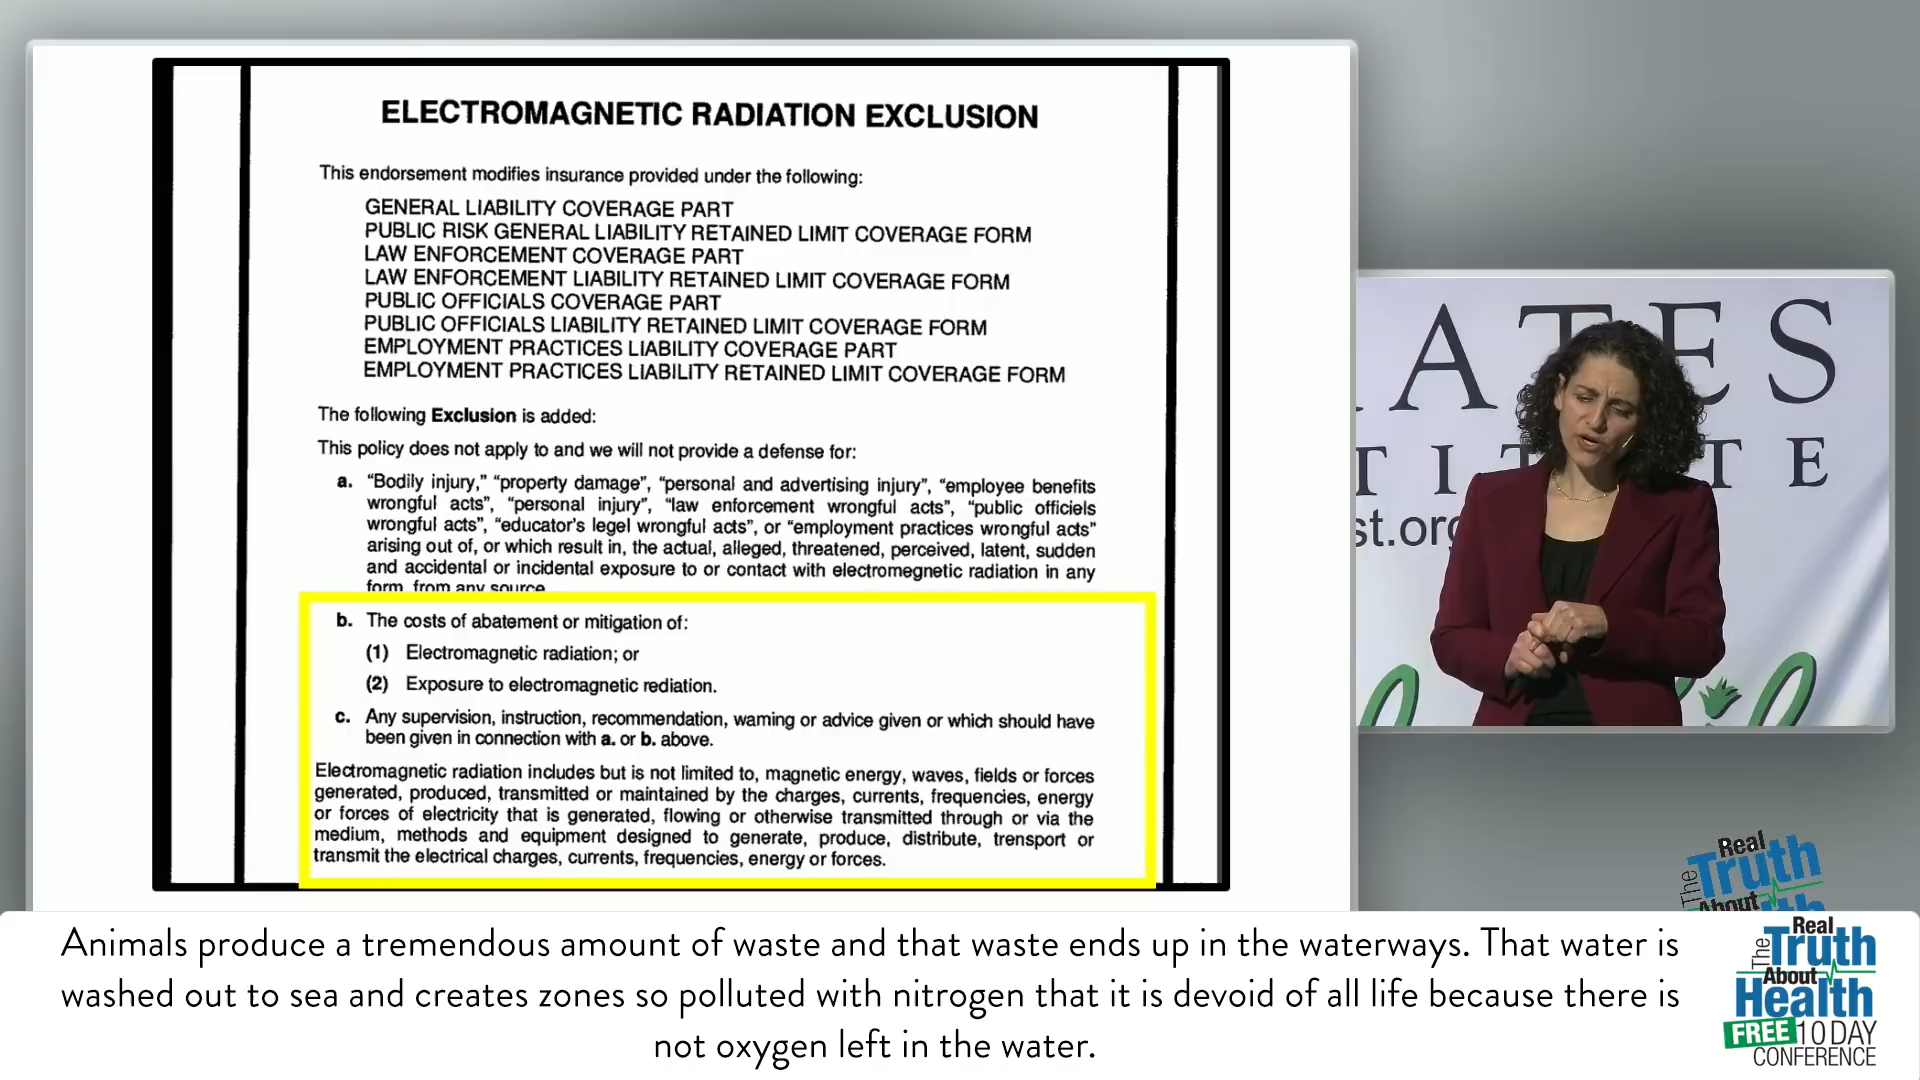 ELECTROMAGNETIC RADIATION EXCLUSION
This endorsement modifies insurance provided under the following:
GENERAL LIABILITY COVERAGE PART
PUBLIC RISK GENERAL LIABILITY RETAINED LIMIT COVERAGE FORM
LAW ENFORCEMENT COVERAGE PART
LAW ENFORCEMENT LIABILITY RETAINED LIMIT COVERAGE FORM
PUBLIC OFFICIALS COVERAGE PART
PUBLIC OFFICIALS LIABILITY RETAINED LIMIT COVERAGE FORM
EMPLOYMENT PRACTICES LIABILITY COVERAGE PART
EMPLOYMENT PRACTICES LIABILITY RETAINED LIMIT COVERAGE FORM
The following Exclusion is added:
This policy does not apply to and we will not provide a defense for:
a. "Bodily injury," "property damage", "personal and advertising injury", "employee benefits
wrongful acts", "personal injury", "law enforcement wrongful acts", "public officiels
wrongful acts", "educator's legel wrongful acts", or "employment practices wrongful acts"
arising out of, or which result in, the actual, alleged, threatened, perceived, latent, sudden
and accidental or incidental exposure to or contact with electromegnetic radiation in any
form, from any source
b. The costs of abatement or mitigation of:
(1) Electromagnetic radiation; or
(2) Exposure to electromagnetic rediation.
c. Any supervision, instruction, recommendation, waming or advice given or which should have
been given in connection with a. or b. above.
Electromagnetic radiation includes but is not limited to, magnetic energy, waves, fields or forces
generated, produced, transmitted or maintained by the charges, currents, frequencies, energy
or forces of electricity that is generated, flowing or otherwise transmitted through or via the
medium, methods and equipment designed to generate, produce, distribute, trensport or
transmit the electrical charges, currents, frequencies, energy or forces.
ATES
TIT TE
st.org
The Real Truth About
Animals produce a tremendous amount of waste and that waste ends up in the waterways. That water is
washed out to sea and creates zones so polluted with nitrogen that it is devoid of all life because there is
not oxygen left in the water.
The Real Truth About Health
FREE 10 DAY
CONFERENCE